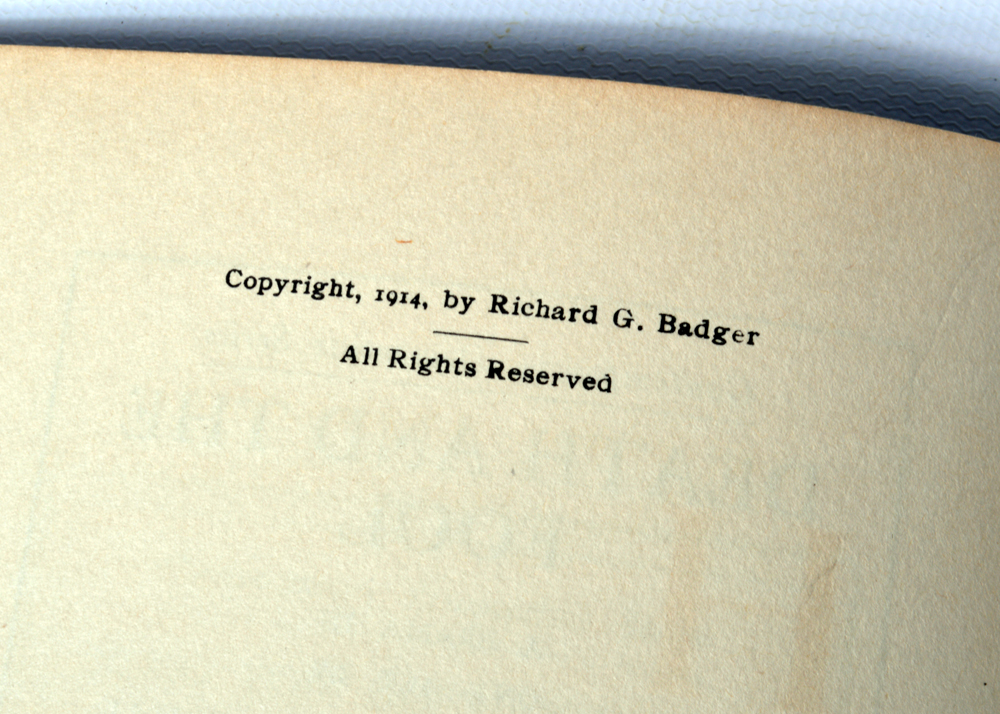 Copyright, 1914, by Richard G. Badger
All Rights Reserved